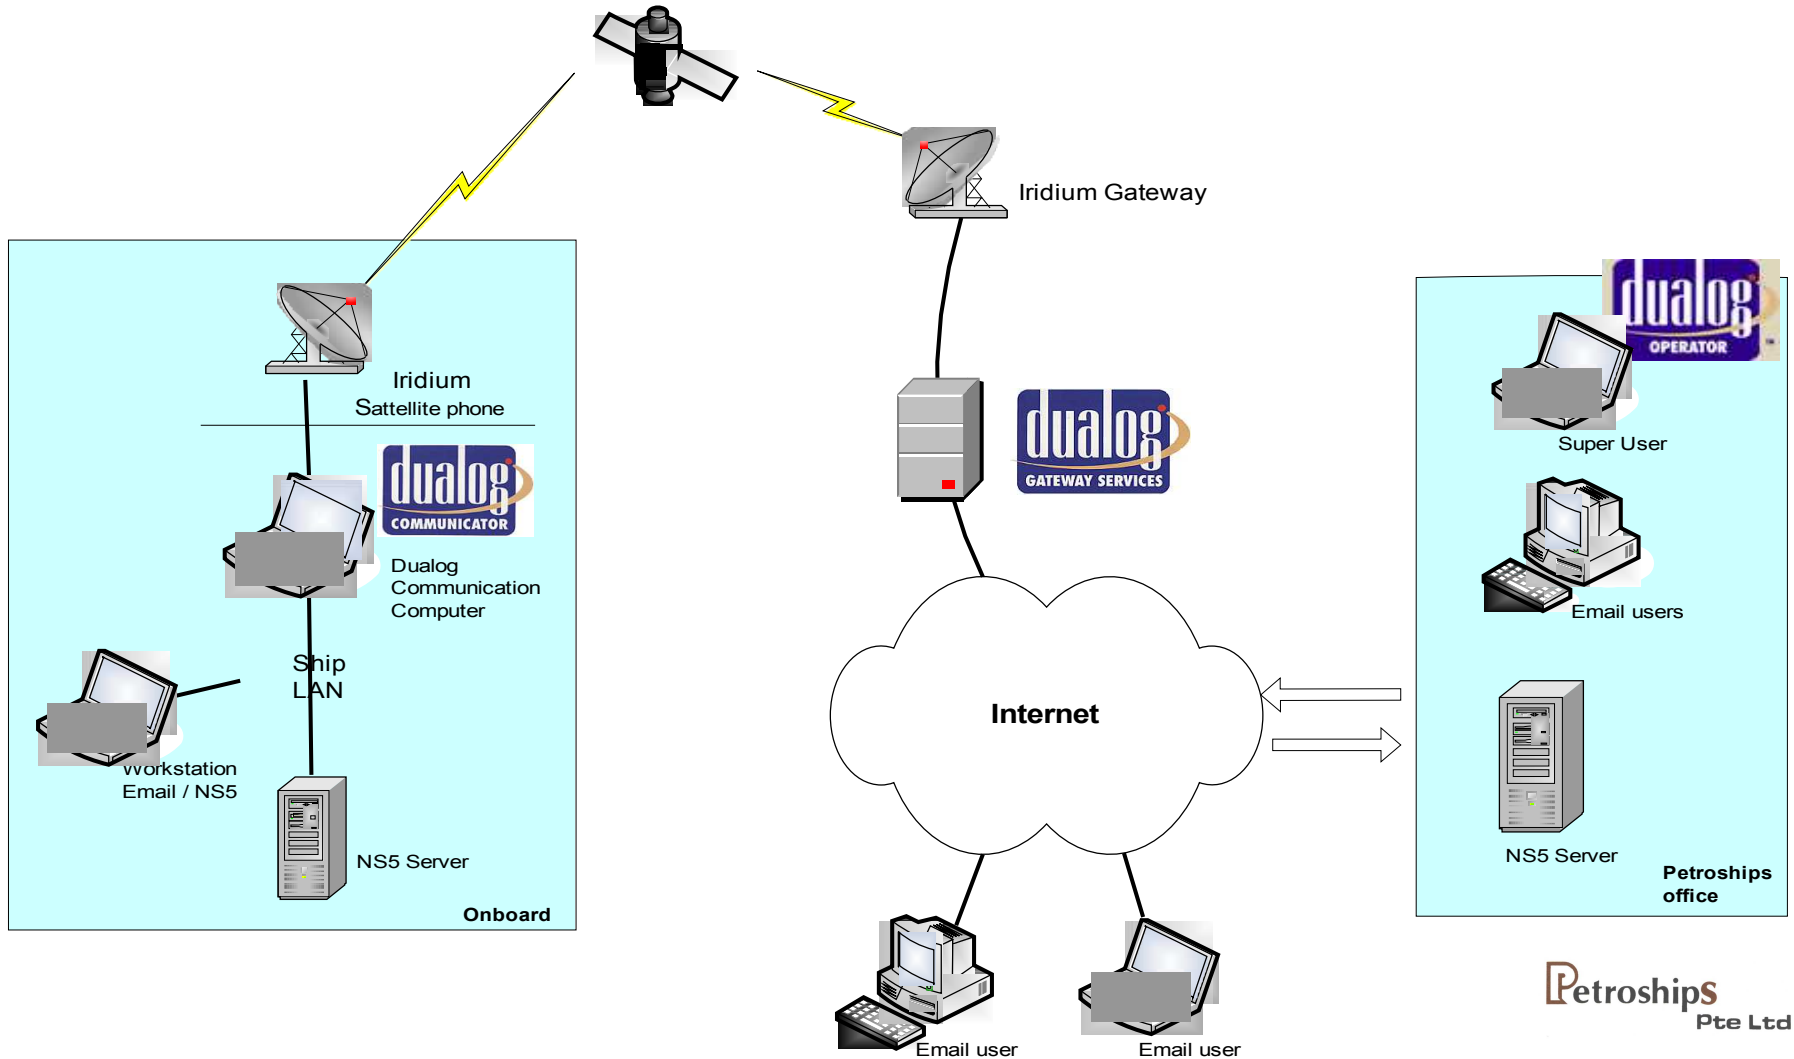 Iridium Gateway
dualog
OPERATOR
Super User
Iridium
Sattellite phone
dualog
COMMUNICATOR
dualog
GATEWAY SERVICES
Dualog
Communication
Computer
Email users
Ship
LAN
Workstation
Email / NS5
Internet
NS5 Server
NS5 Server
Onboard
Petroships
office
Email user
Email user
Petroships
Pte Ltd